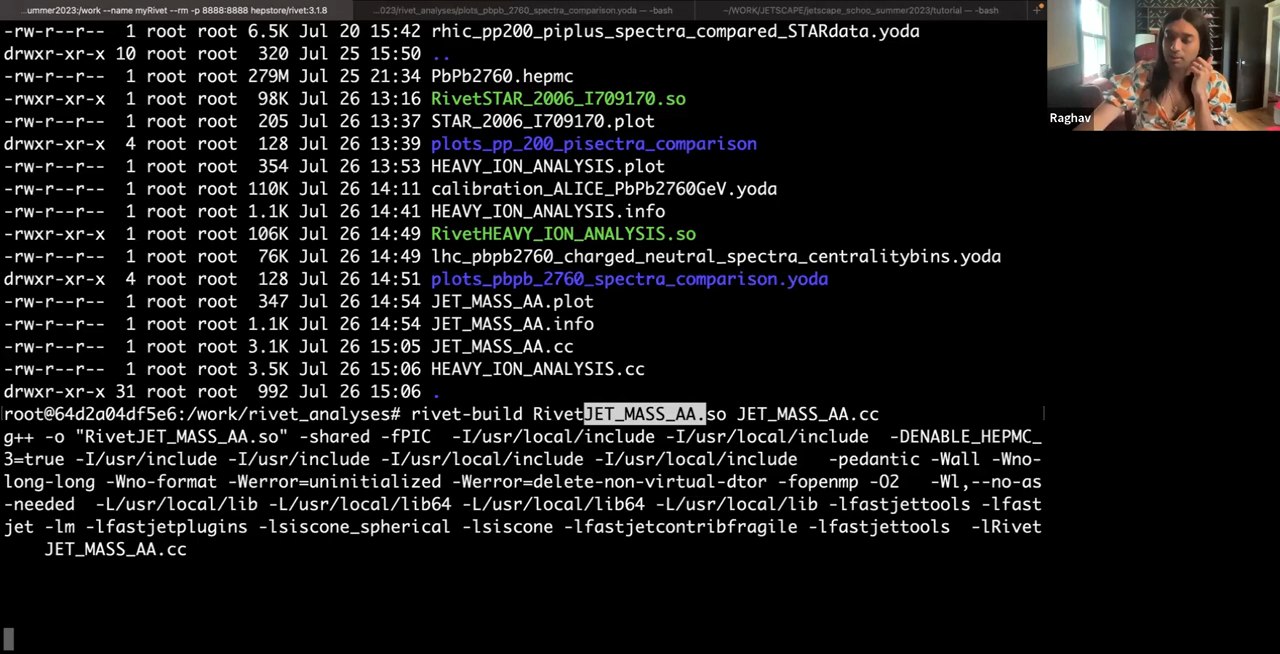 ummer2023:/work --name myRivet --rm -p 8888:8888 hepstore/rivet:3.1.8
...023/rivet_analyses/plots_pbpb_2760_spectra_comparison.yoda — -bash
~/WORK/JETSCAPE/jetscape_schoo_summer2023/tutorial — -bash
+
-rw-r--r-- 1 root root 6.5K Jul 20 15:42 rhic_pp200_piplus_spectra_compared_STARdata.yoda
drwxr-xr-x 10 root root 320 Jul 25 15:50 ..
-rw-r--r-- 1 root root 279M Jul 25 21:34 PbPb2760.hepmc
-rwxr-xr-x 1 root root 98K Jul 26 13:16 RivetSTAR_2006_I709170.so
-rw-r--r-- 1 root root 205 Jul 26 13:37 STAR_2006_I709170.plot
drwxr-xr-x 4 root root 128 Jul 26 13:39 plots_pp_200_pisectra_comparison
-rw-r--r-- 1 root root 354 Jul 26 13:53 HEAVY_ION_ANALYSIS.plot
-rw-r--r-- 1 root root 110K Jul 26 14:11 calibration_ALICE_PbPb2760GeV.yoda
-rw-r--r-- 1 root root 1.1K Jul 26 14:41 HEAVY_ION_ANALYSIS.info
-rwxr-xr-x 1 root root 106K Jul 26 14:49 RivetHEAVY_ION_ANALYSIS.so
-rw-r--r-- 1 root root 76K Jul 26 14:49 lhc_pbpb2760_charged_neutral_spectra_centralitybins.yoda
drwxr-xr-x 4 root root 128 Jul 26 14:51 plots_pbpb_2760_spectra_comparison.yoda
-rw-r--r-- 1 root root 347 Jul 26 14:54 JET_MASS_AA.plot
-rw-r--r-- 1 root root 1.1K Jul 26 14:54 JET_MASS_AA.info
-rw-r--r-- 1 root root 3.1K Jul 26 15:05 JET_MASS_AA.cc
-rw-r--r-- 1 root root 3.5K Jul 26 15:06 HEAVY_ION_ANALYSIS.cc
drwxr-xr-x 31 root root 992 Jul 26 15:06 .
root@64d2a04df5e6:/work/rivet_analyses# rivet-build RivetJET_MASS_AA.so JET_MASS_AA.cc
g++ -o "RivetJET_MASS_AA.so" -shared -fPIC -I/usr/local/include -I/usr/local/include -DENABLE_HEPMC_
3=true -I/usr/include -I/usr/include -I/usr/local/include -I/usr/local/include -pedantic -Wall -Wno-
long-long -Wno-format -Werror=uninitialized -Werror=delete-non-virtual-dtor -fopenmp -O2 -Wl,--no-as
-needed -L/usr/local/lib -L/usr/local/lib64 -L/usr/local/lib64 -L/usr/local/lib -lfastjettools -lfast
jet -lm -lfastjetplugins -lsiscone_spherical -lsiscone -lfastjetcontribfragile -lfastjettools -lRivet
JET_MASS_AA.cc
Raghav